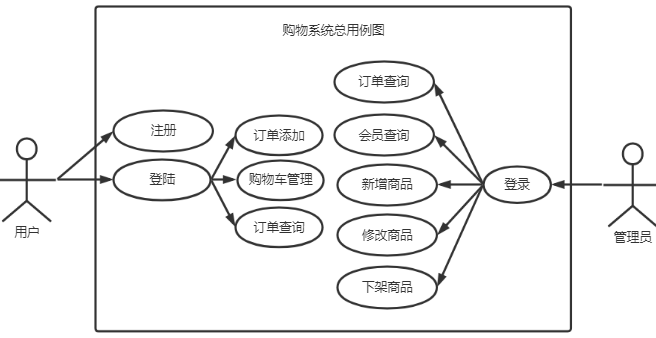 购物系统总用例图
订单查询
注册
订单添加
会员查询
登陆
购物车管理
新增商品
登录
用户
订单查询
修改商品
管理员
下架商品